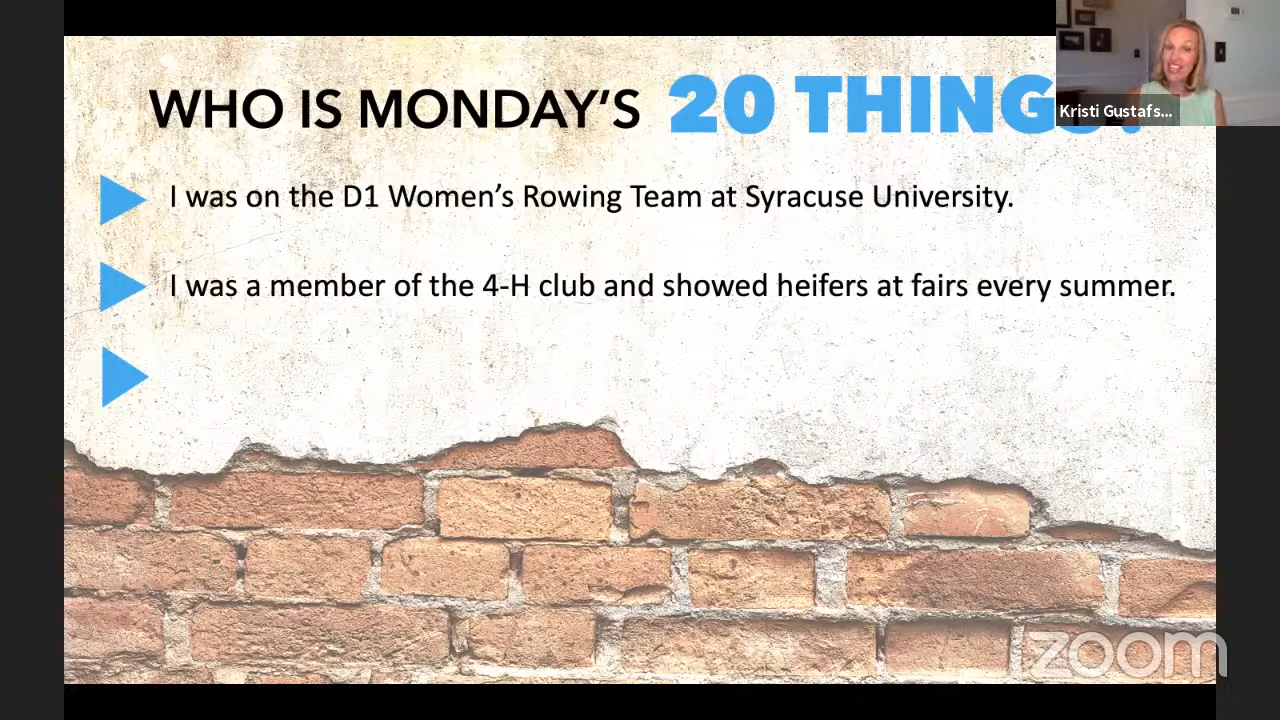 WHO IS MONDAY'S 20 THING
Kristi Gustafs...
I was on the D1 Women's Rowing Team at Syracuse University.
I was a member of the 4-H club and showed heifers at fairs every summer.
zoom